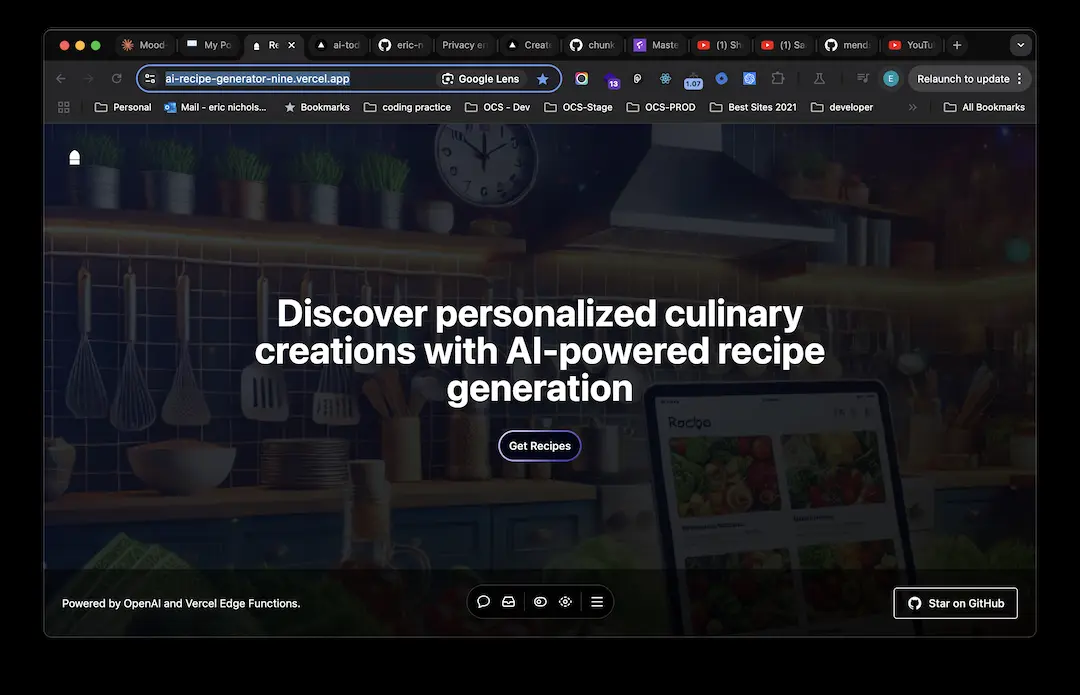 Mood
My Po
Re
ai-tod
eric-n
Privacy en
Create
chunk
Maste
(1) Sh
(1) Sa
mend
YouTu
ai-recipe-generator-nine.vercel.app
Google Lens
13
1.07
E
Relaunch to update
Personal
Mail - eric nichols...
Bookmarks
coding practice
OCS - Dev
OCS-Stage
OCS-PROD
Best Sites 2021
developer
All Bookmarks
Discover personalized culinary
creations with AI-powered recipe
generation
Get Recipes
Powered by OpenAI and Vercel Edge Functions.
Star on GitHub